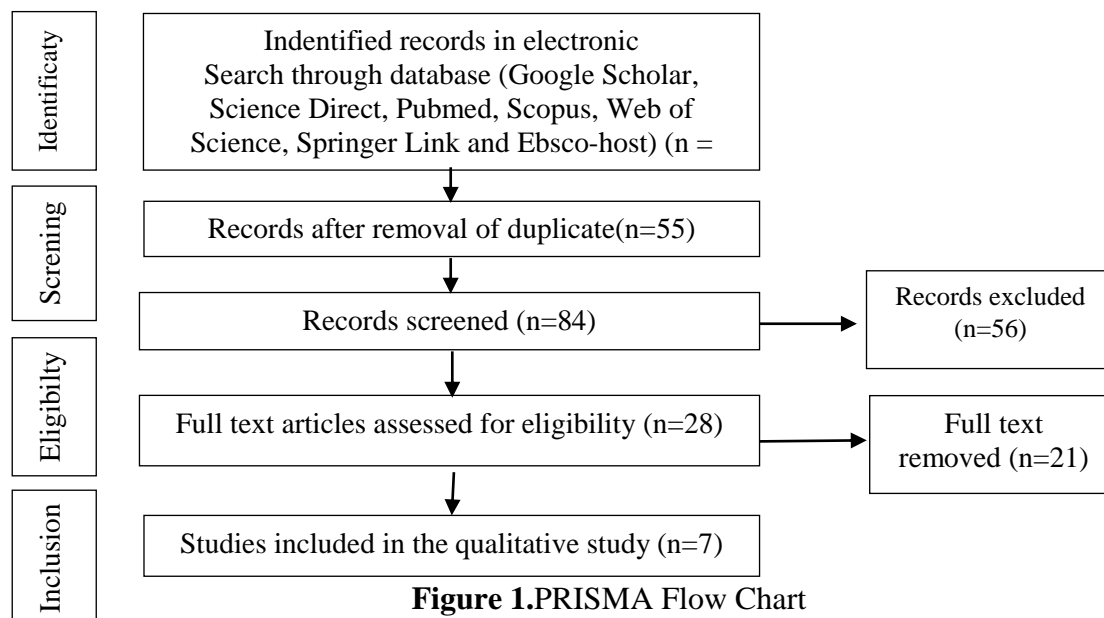 Identificaty
Indentified records in electronic
Search through database (Google Scholar,
Science Direct, Pubmed, Scopus, Web of
Science, Springer Link and Ebsco-host) (n =
Screning
Records after removal of duplicate(n=55)
Records screened (n=84)
Records excluded
(n=56)
Eligibilty
Full text articles assessed for eligibility (n=28)
Full text
removed (n=21)
Inclusion
Studies included in the qualitative study (n=7)
Figure 1.PRISMA Flow Chart